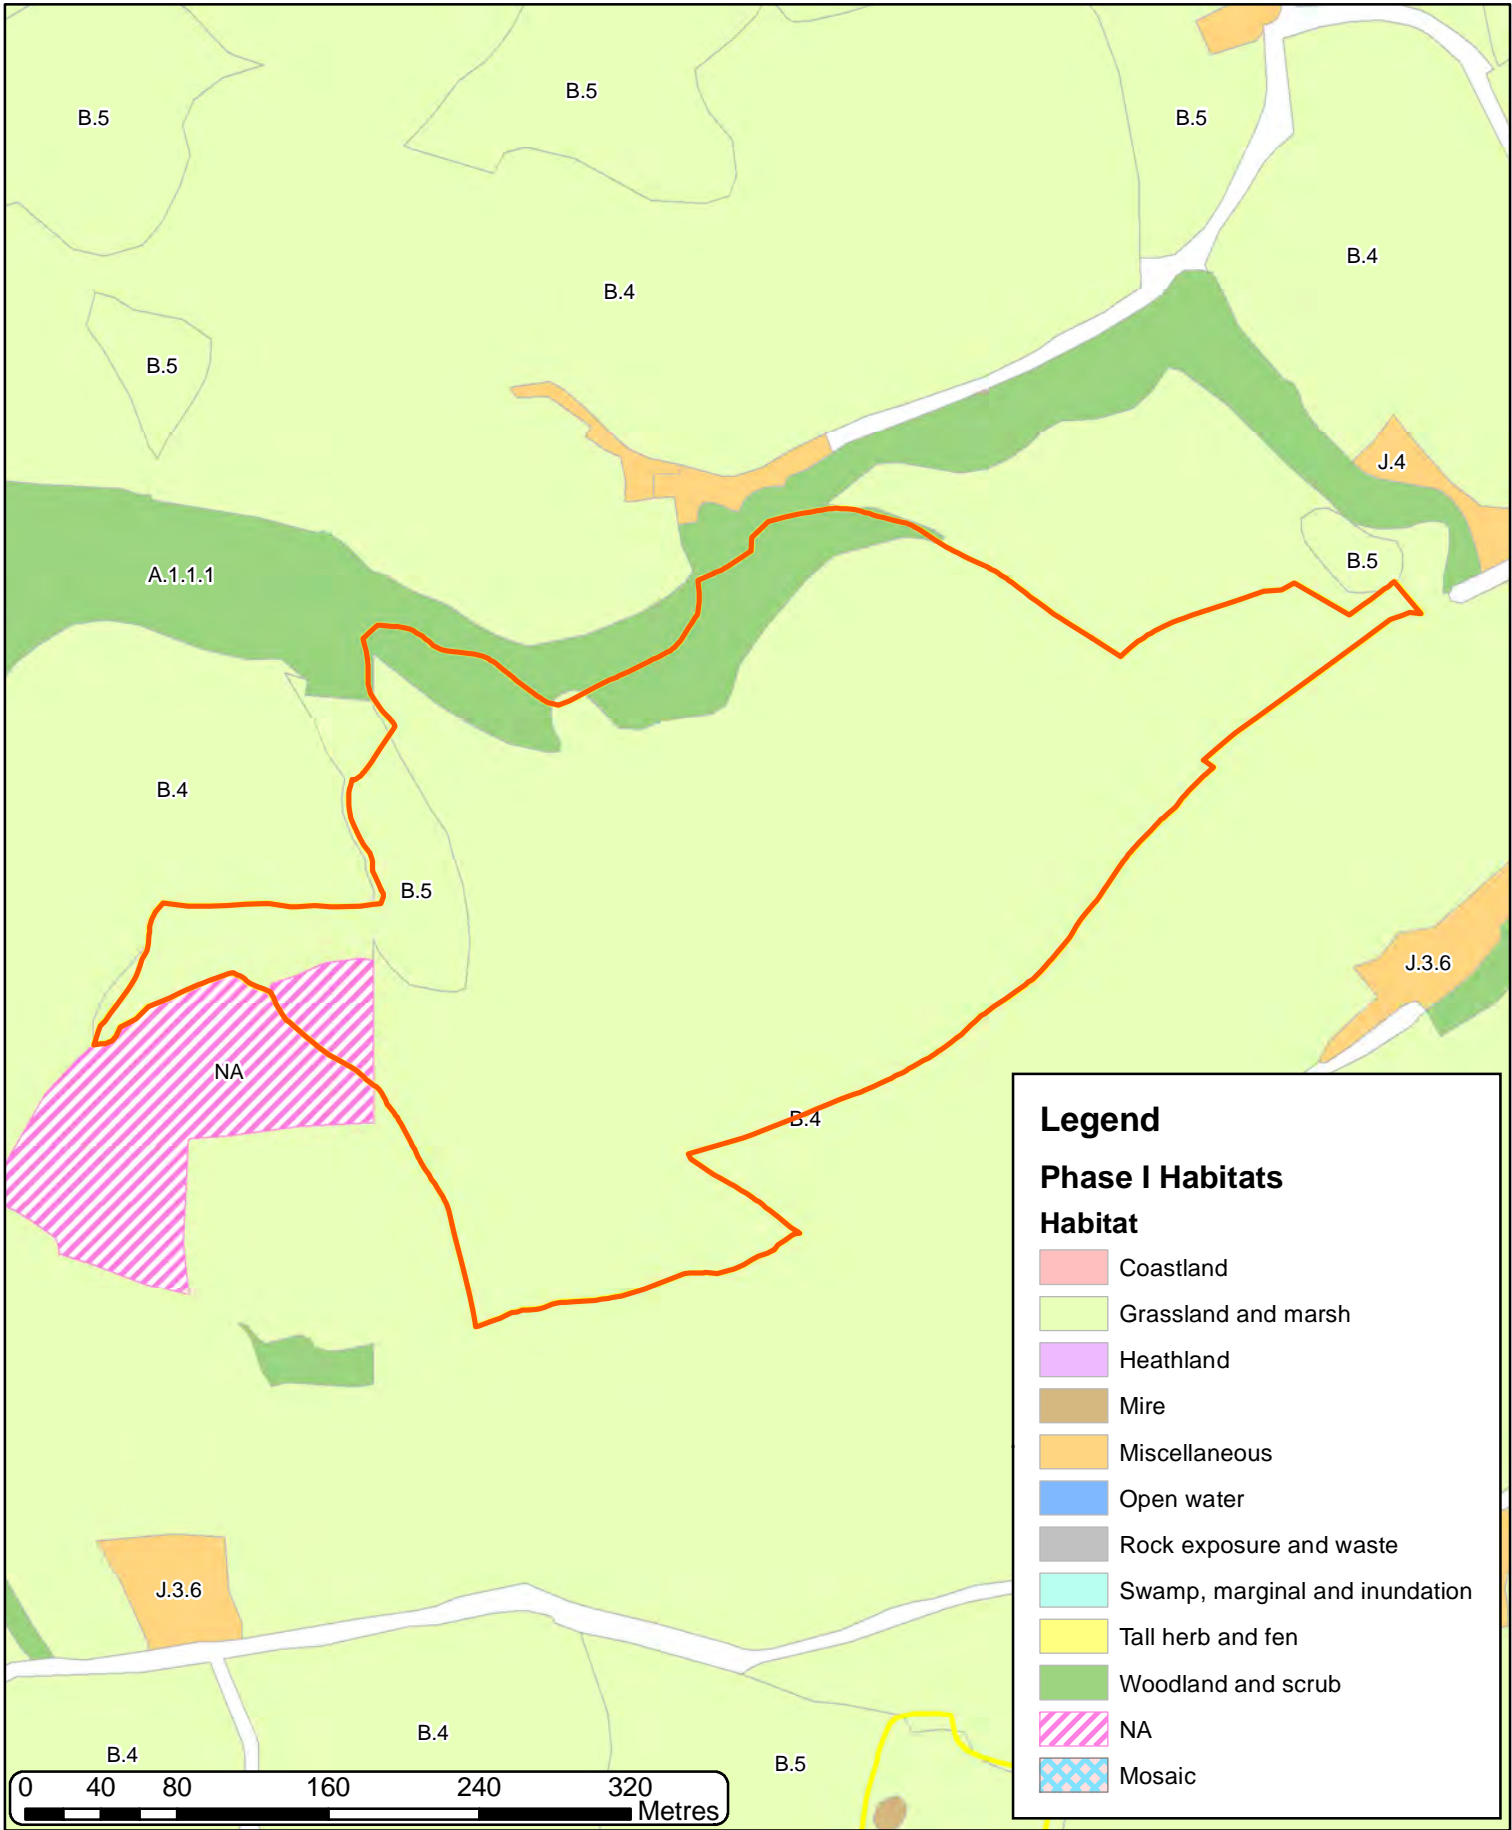 B.5
B.5
B.5
B.4
B.4
B.5
J.4
B.5
A.1.1.1
B.4
B.5
J.3.6
NA
B.4
Legend
Phase I Habitats
Habitat
Coastland
Grassland and marsh
Heathland
Mire
Miscellaneous
Open water
Rock exposure and waste
Swamp, marginal and inundation
Tall herb and fen
Woodland and scrub
NA
Mosaic
J.3.6
B.4
B.4
B.5
0 40 80 160 240 320
Metres